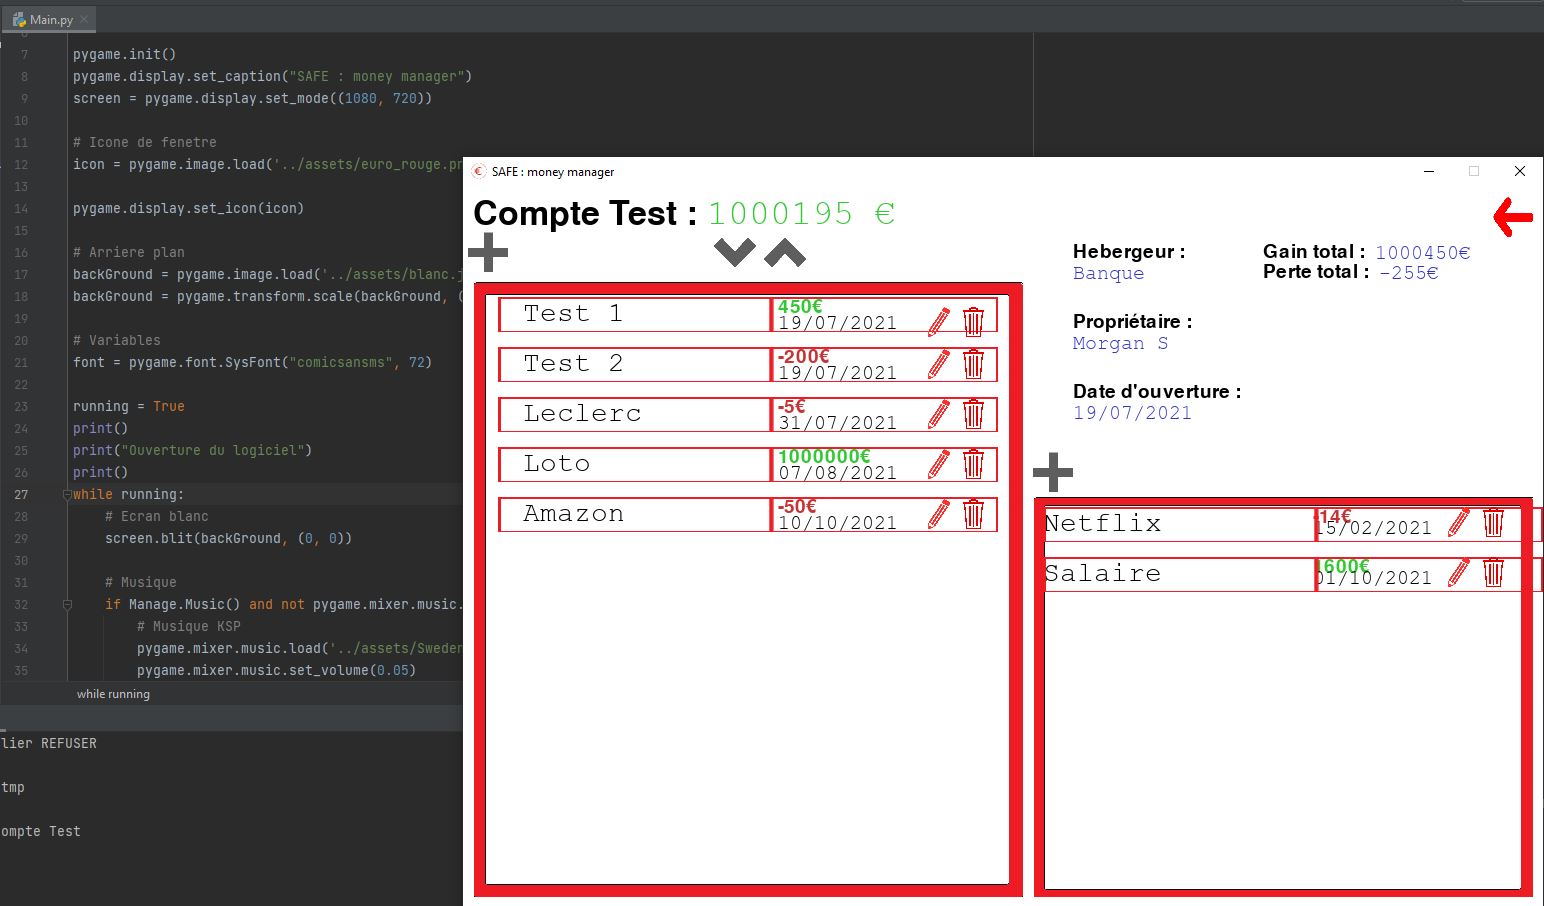 Main.py
6
7 pygame.init()
8 pygame.display.set_caption("SAFE : money manager")
9 screen = pygame.display.set_mode((1080, 720))
10
11 # Icone de fenetre
12 icon = pygame.image.load('../assets/euro_rouge.pn
13
14 pygame.display.set_icon(icon)
15
16 # Arriere plan
17 backGround = pygame.image.load('../assets/blanc.j
18 backGround = pygame.transform.scale(backGround, (
19
20 # Variables
21 font = pygame.font.SysFont("comicsansms", 72)
22
23 running = True
24 print()
25 print("Ouverture du logiciel")
26 print()
27 while running:
28 # Ecran blanc
29 screen.blit(backGround, (0, 0))
30
31 # Musique
32 if Manage.Music() and not pygame.mixer.music.
33 # Musique KSP
34 pygame.mixer.music.load('../assets/Sweden
35 pygame.mixer.music.set_volume(0.05)
while running
lier REFUSER
tmp
ompte Test
€ SAFE : money manager
Compte Test : 1000195 €
Test 1 450€
19/07/2021
Test 2 -200€
19/07/2021
Leclerc -5€
31/07/2021
Loto 1000000€
07/08/2021
Amazon -50€
10/10/2021
Hebergeur :
Banque
Gain total : 1000450€
Perte total : -255€
Propriétaire :
Morgan S
Date d'ouverture :
19/07/2021
Netflix -14€
15/02/2021
Salaire 1600€
01/10/2021